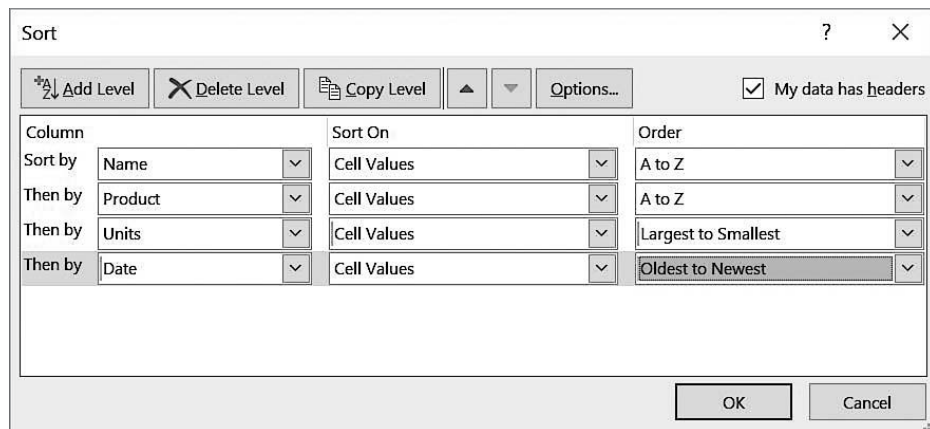 Sort ?
Add Level Delete Level Copy Level Options... My data has headers
Column Sort On Order
Sort by Name Cell Values A to Z
Then by Product Cell Values A to Z
Then by Units Cell Values Largest to Smallest
Then by Date Cell Values Oldest to Newest
OK Cancel